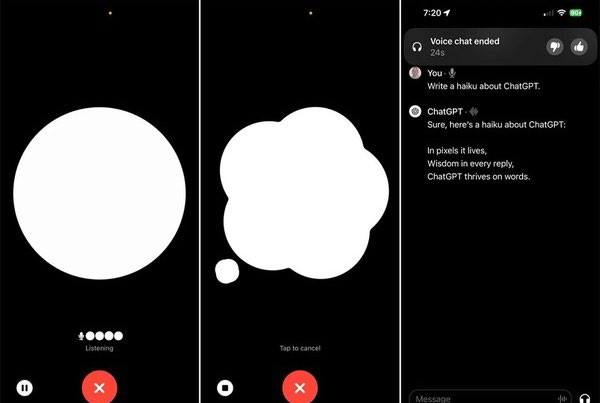 Listening
Tap to cancel
7:20
Voice chat ended
24s
You
Write a haiku about ChatGPT.
ChatGPT
Sure, here's a haiku about ChatGPT:
In pixels it lives,
Wisdom in every reply,
ChatGPT thrives on words.
Message